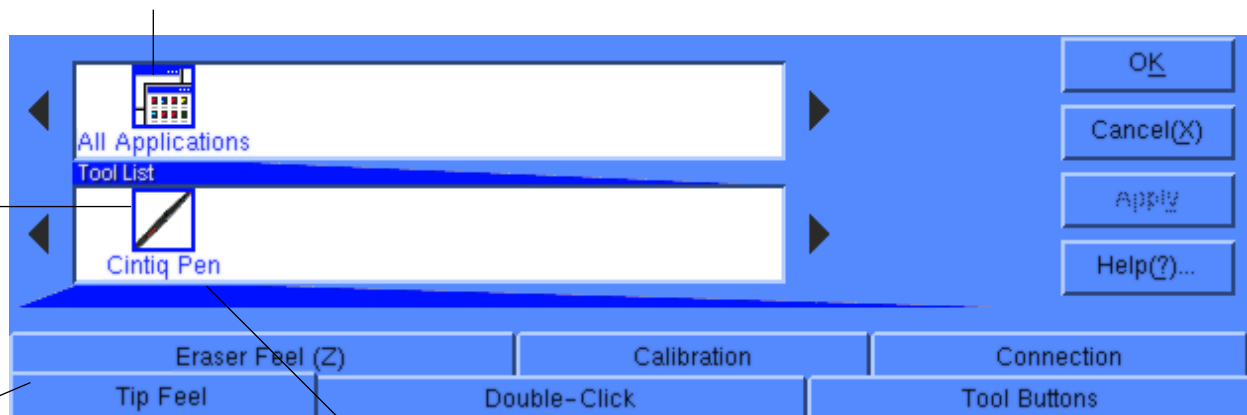 OK
All Applications
Cancel(X)
Tool List
Apply
Cintiq Pen
Help(?)...
Eraser Feel (Z)
Calibration
Connection
Tip Feel
Double-Click
Tool Buttons